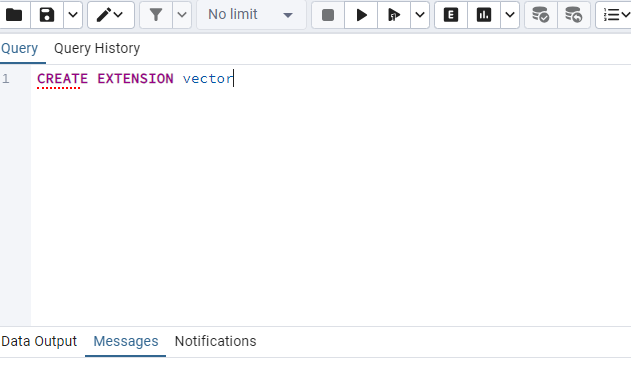 No limit
E
Query Query History
1 CREATE EXTENSION vector
Data Output Messages Notifications